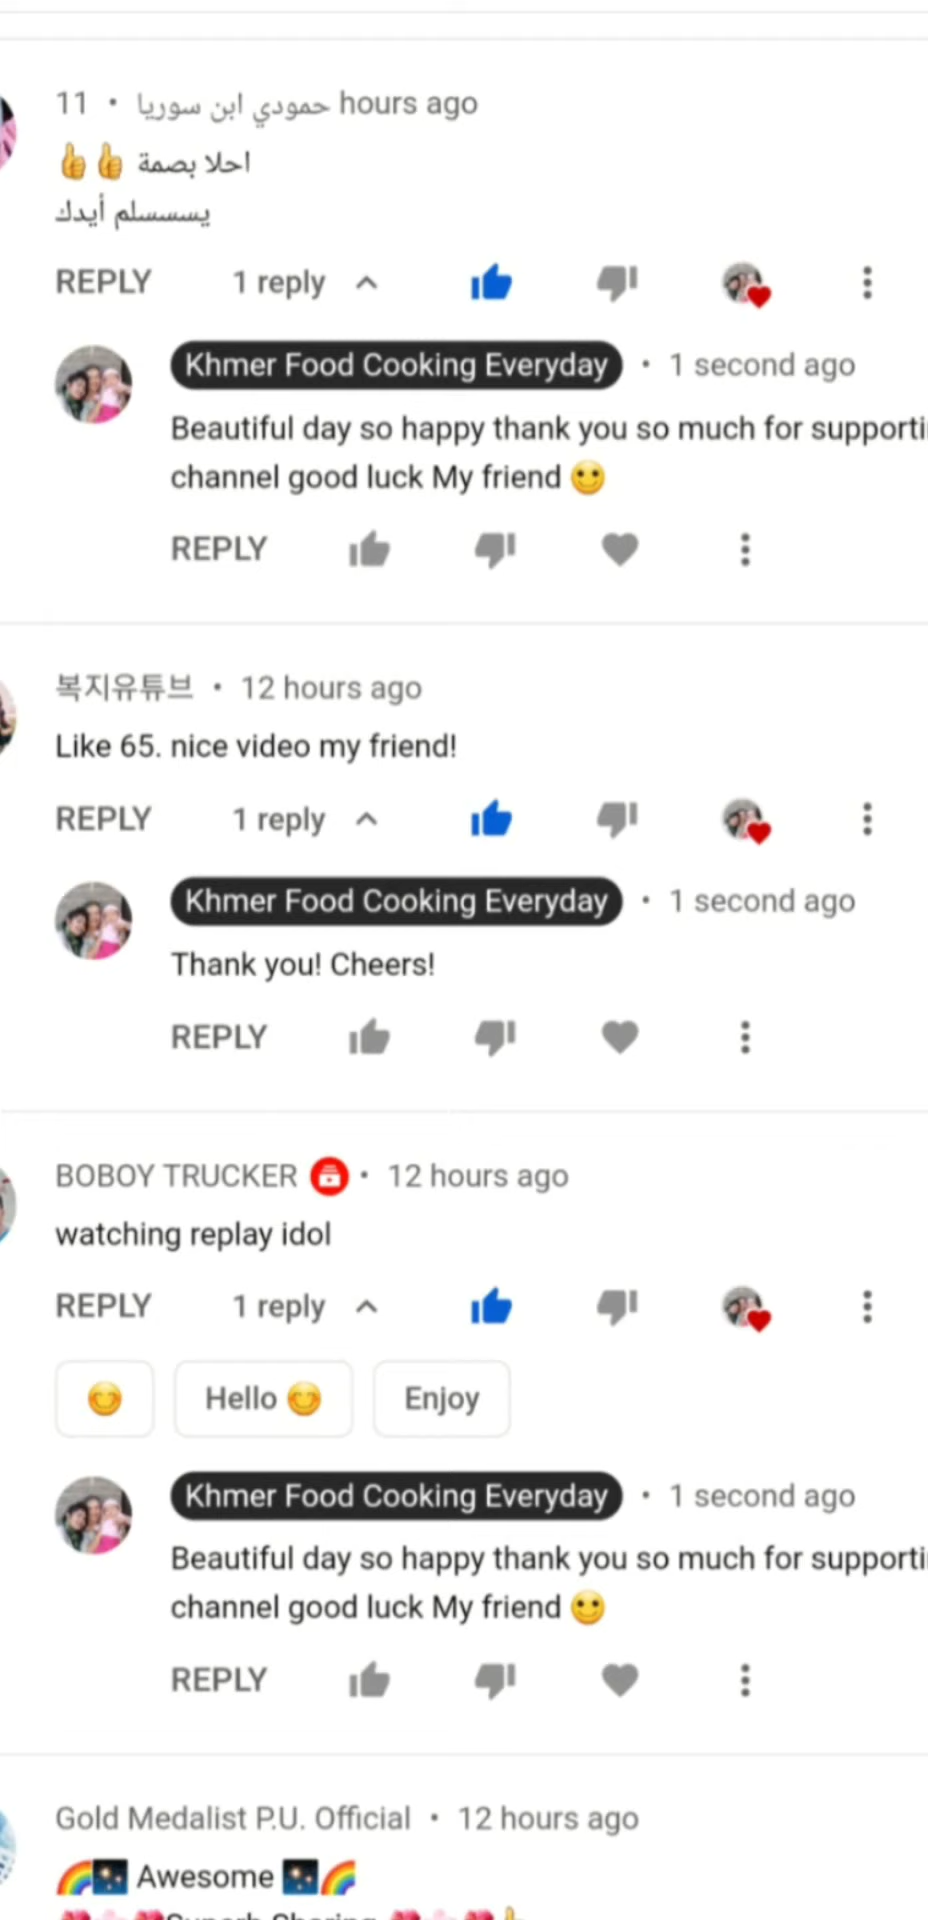 حمودي ابن سوريا • 11 hours ago
احلا بصمة 👍👍
يسسسلم أيدك
REPLY 1 reply
Khmer Food Cooking Everyday • 1 second ago
Beautiful day so happy thank you so much for
channel good luck My friend 🙂
REPLY
복지유튜브 • 12 hours ago
Like 65. nice video my friend!
REPLY 1 reply
Khmer Food Cooking Everyday • 1 second ago
Thank you! Cheers!
REPLY
BOBOY TRUCKER • 12 hours ago
watching replay idol
REPLY 1 reply
😊 Hello 😊 Enjoy
Khmer Food Cooking Everyday • 1 second ago
Beautiful day so happy thank you so much for
channel good luck My friend 🙂
REPLY
Gold Medalist P.U. Official • 12 hours ago
🌈🎇 Awesome 🎇🌈